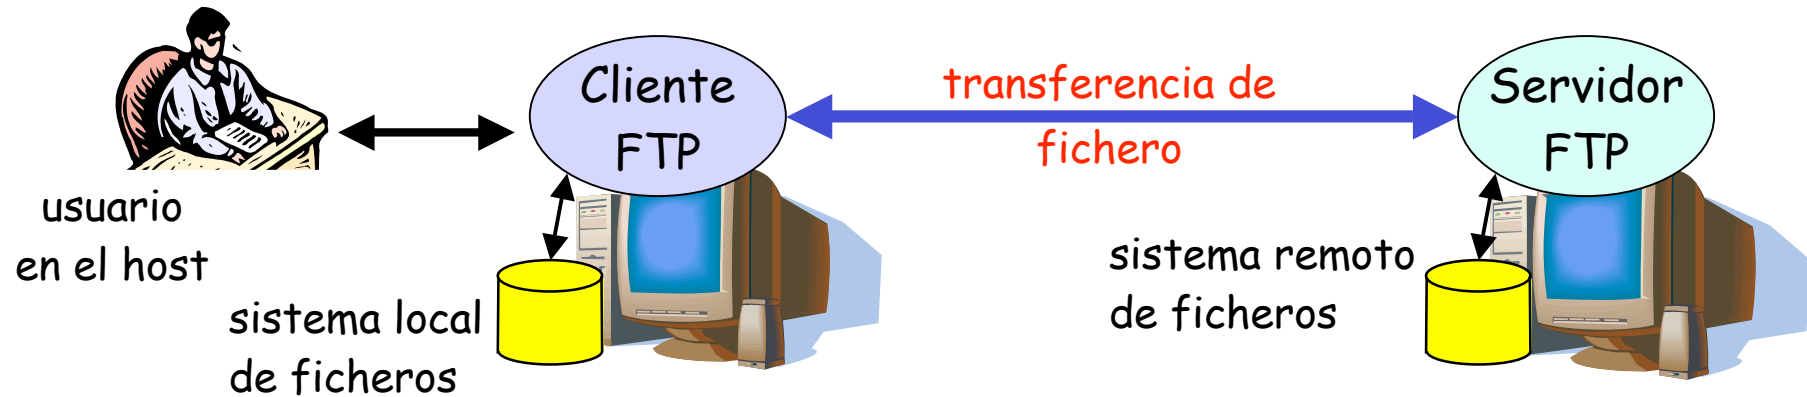 usuario
en el host
Cliente
FTP
sistema local
de ficheros
transferencia de
fichero
Servidor
FTP
sistema remoto
de ficheros